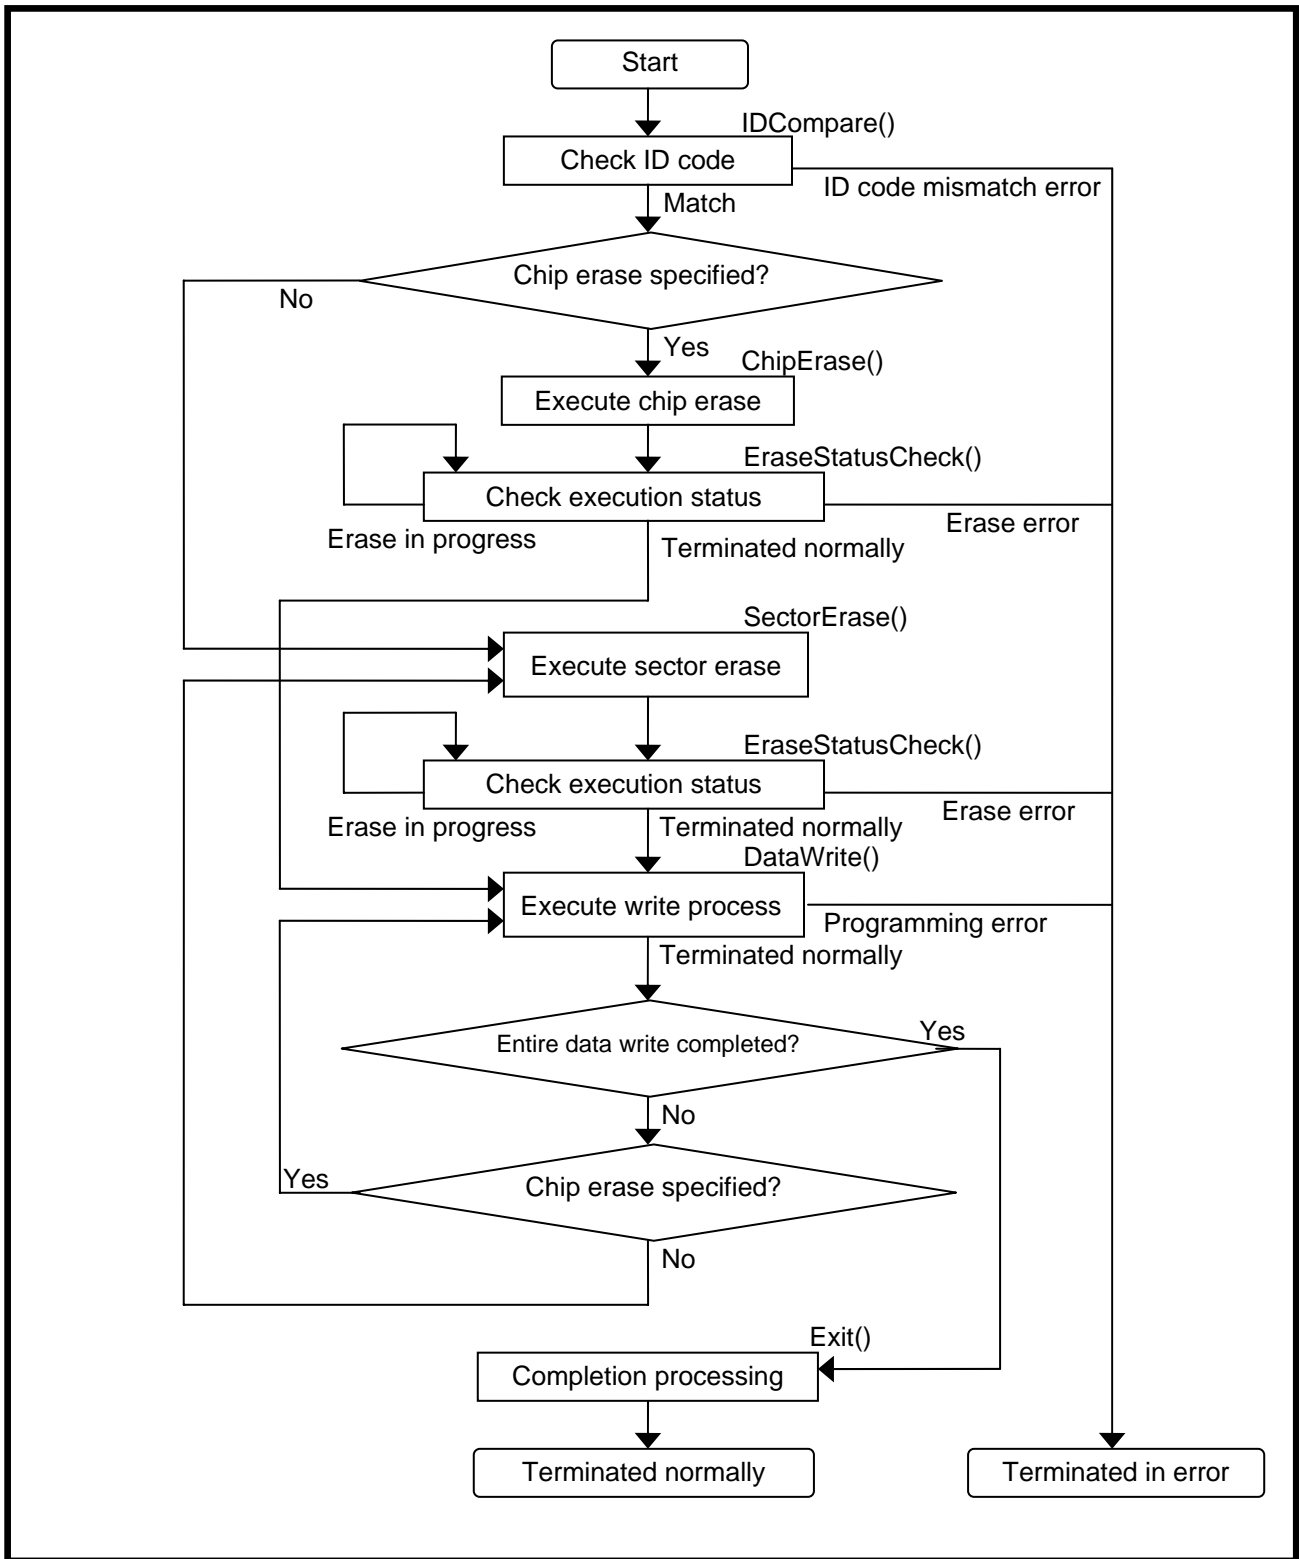 Start
IDCompare()
Check ID code
ID code mismatch error
Match
Chip erase specified?
No
Yes
ChipErase()
Execute chip erase
EraseStatusCheck()
Check execution status
Erase error
Erase in progress
Terminated normally
SectorErase()
Execute sector erase
EraseStatusCheck()
Check execution status
Erase error
Erase in progress
Terminated normally
DataWrite()
Execute write process
Programming error
Terminated normally
Yes
Entire data write completed?
No
Yes
Chip erase specified?
No
Exit()
Completion processing
Terminated normally
Terminated in error